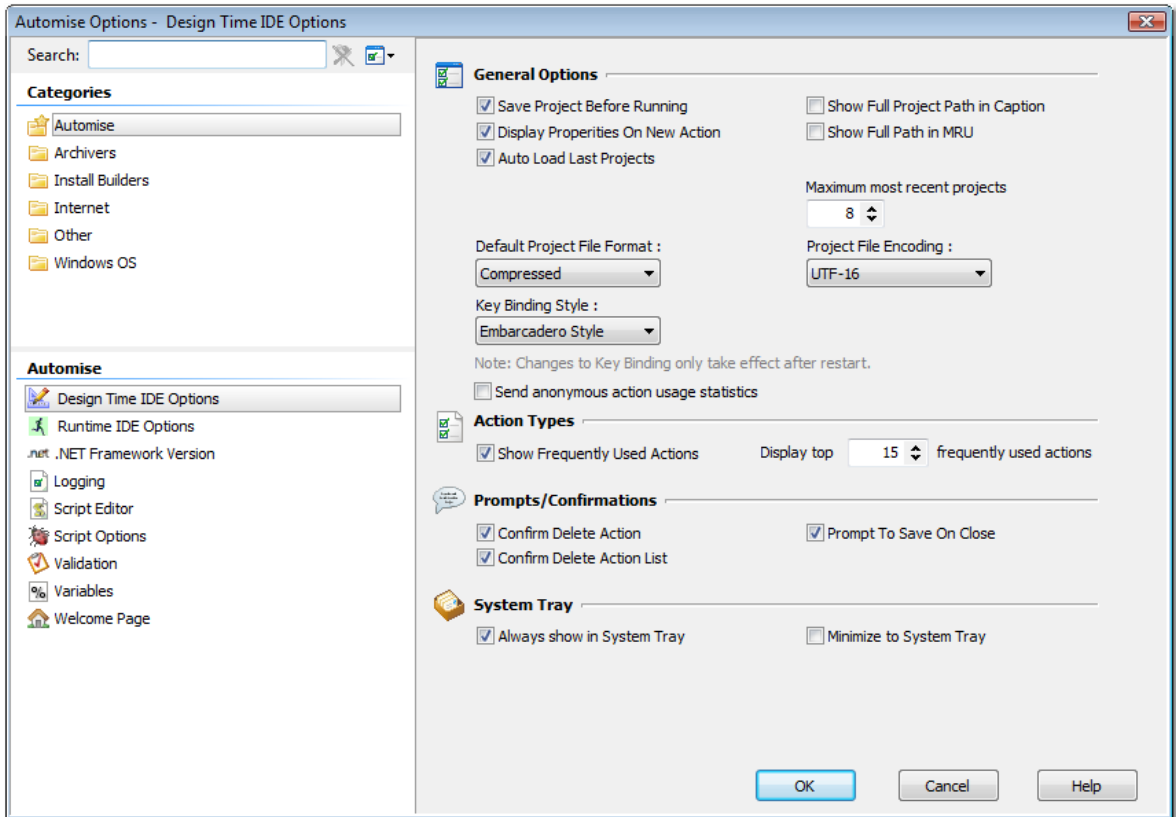 Automise Options -  Design Time IDE Options
Search:
Categories
Automise
Archivers
Install Builders
Internet
Other
Windows OS
Automise
Design Time IDE Options
Runtime IDE Options
.net .NET Framework Version
Logging
Script Editor
Script Options
Validation
% Variables
Welcome Page
General Options
Save Project Before Running
Show Full Project Path in Caption
Display Properities On New Action
Show Full Path in MRU
Auto Load Last Projects
Maximum most recent projects
8
Default Project File Format :
Project File Encoding :
Compressed
UTF-16
Key Binding Style :
Embarcadero Style
Note: Changes to Key Binding only take effect after restart.
Send anonymous action usage statistics
Action Types
Show Frequently Used Actions
Display top 15 frequently used actions
Prompts/Confirmations
Confirm Delete Action
Prompt To Save On Close
Confirm Delete Action List
System Tray
Always show in System Tray
Minimize to System Tray
OK
Cancel
Help